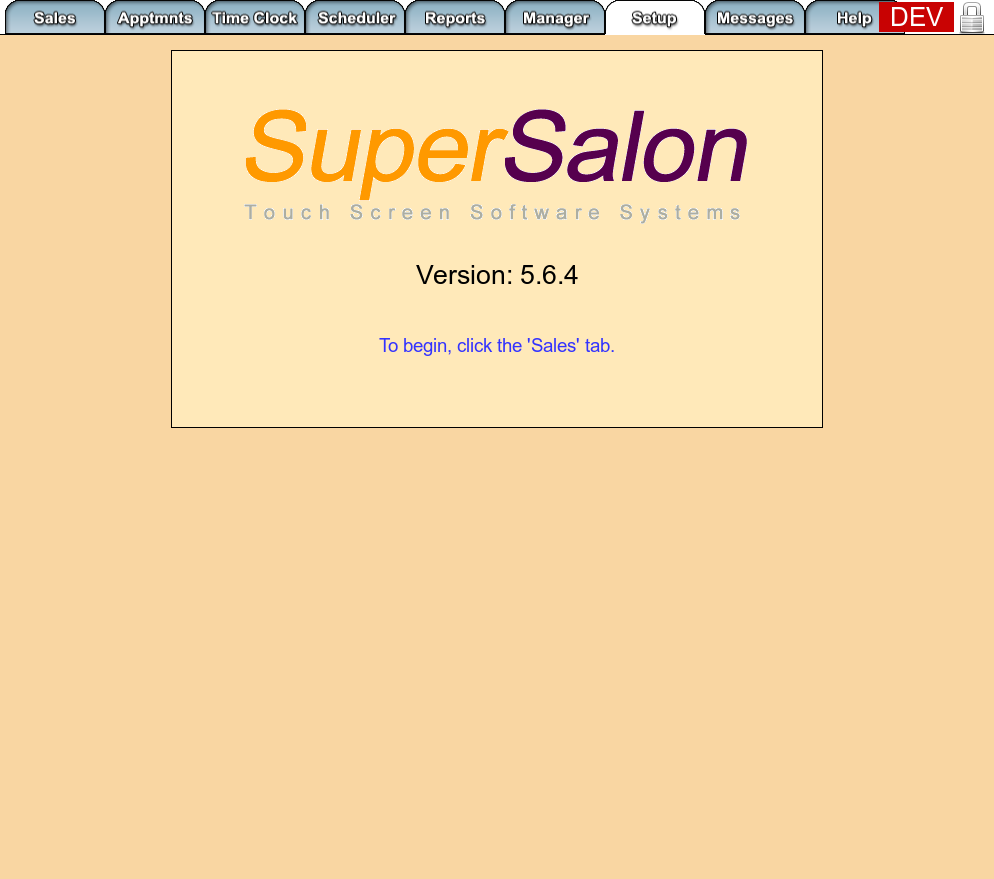 Sales Apptmnts Time Clock Scheduler Reports Manager Setup Messages Help DEV
SuperSalon
Touch Screen Software Systems
Version: 5.6.4
To begin, click the 'Sales' tab.